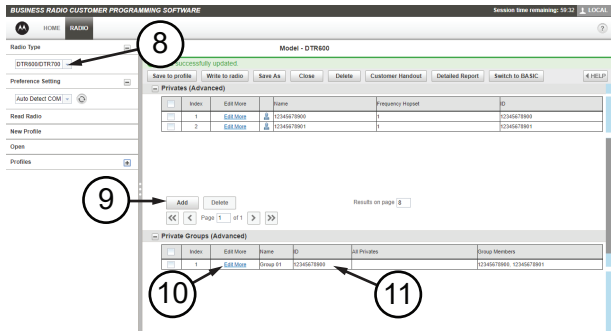 BUSINESS RADIO CUSTOMER PROGRAMMING SOFTWARE Session time remaining: 59:32 LOCAL
HOME RADIO ?
Radio Type
DTR600/DTR700
Preference Setting
Auto Detect COM
Read Radio
New Profile
Open
Profiles
8
Model - DTR600
successfully updated.
Save to profile Write to radio Save As Close Delete Customer Handout Detailed Report Switch to BASIC HELP
Privates (Advanced)
Index Edit More Name Frequency Hopset ID
1 Edit More 12345678900 1 12345678900
2 Edit More 12345678901 1 12345678901
9
Add Delete Results on page 8
Page 1 of 1
Private Groups (Advanced)
Index Edit More Name ID All Privates Group Members
1 Edit More Group 01 12345678900 12345678900, 12345678901
10
11